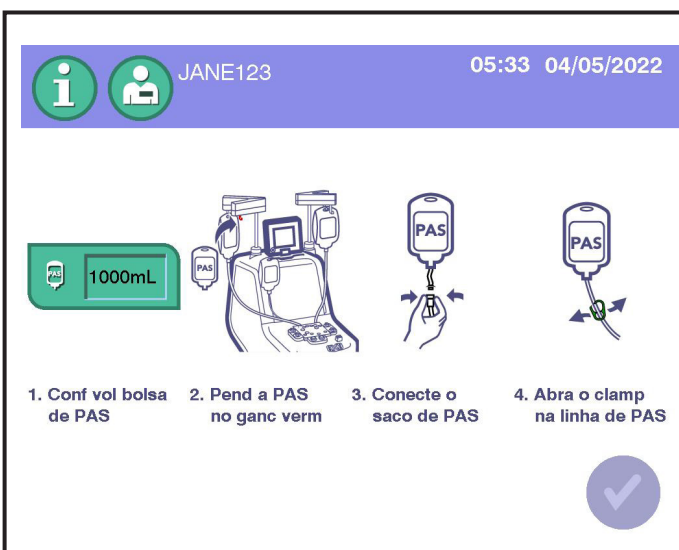 JANE123
05:33 04/05/2022
PAS
1000mL
PAS
PAS
PAS
1. Conf vol bolsa
de PAS
2. Pend a PAS
no ganc verm
3. Conecte o
saco de PAS
4. Abra o clamp
na linha de PAS